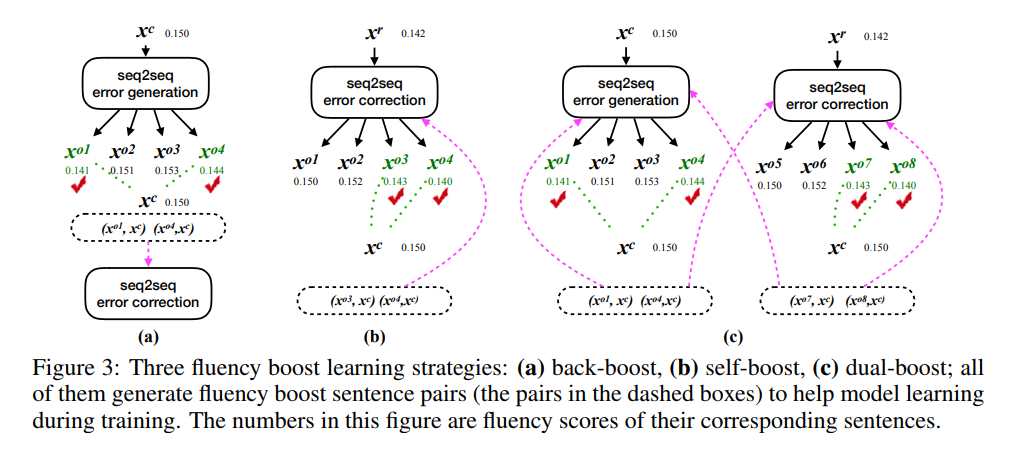 x^c 0.150
seq2seq
error generation
x^o1 x^o2 x^o3 x^o4
0.141 0.151 0.153 0.144
x^c 0.150
(x^o1, x^c) (x^o4,x^c)
seq2seq
error correction
(a)
x^r 0.142
seq2seq
error correction
x^o1 x^o2 x^o3 x^o4
0.150 0.152 0.143 0.140
x^c 0.150
(x^o3, x^c) (x^o4,x^c)
(b)
x^c 0.150
seq2seq
error generation
x^o1 x^o2 x^o3 x^o4
0.141 0.151 0.153 0.144
x^c 0.150
(x^o1, x^c) (x^o4,x^c)
x^r 0.142
seq2seq
error correction
x^o5 x^o6 x^o7 x^o8
0.150 0.152 0.143 0.140
x^c 0.150
(x^o7, x^c) (x^o8,x^c)
(c)
Figure 3: Three fluency boost learning strategies: (a) back-boost, (b) self-boost, (c) dual-boost; all
of them generate fluency boost sentence pairs (the pairs in the dashed boxes) to help model learning
during training. The numbers in this figure are fluency scores of their corresponding sentences.